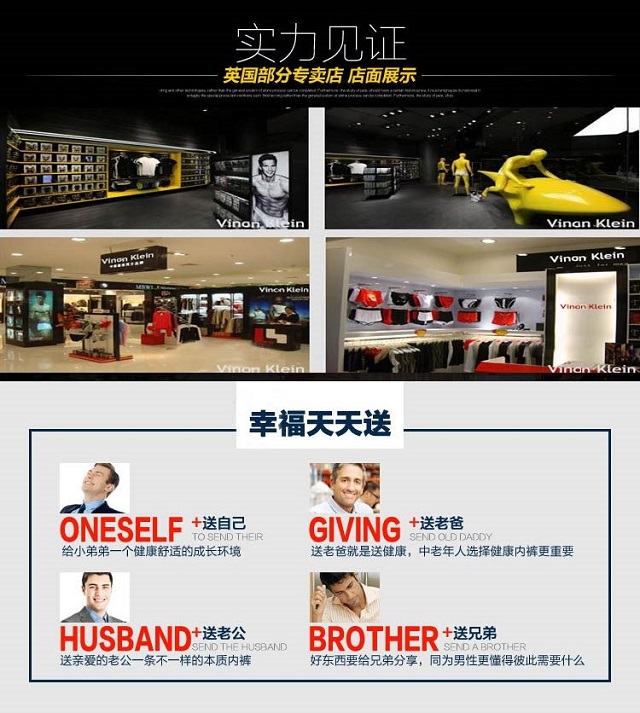 实力见证
英国部分专卖店 店面展示
Vinon Klein
Vinon Klein
Vinon Klein
Vinon Klein
Vinon Klein
Vinon Klein
Vinon Klein
Vinon Klein
幸福天天送
ONESELF +送自己
TO SEND THEIR
给小弟弟一个健康舒适的成长环境
GIVING +送老爸
SEND OLD DADDY
送老爸就是送健康，中老年人选择健康内裤更重要
HUSBAND+送老公
SEND THE HUSBAND
送亲爱的老公一条不一样的本质内裤
BROTHER+送兄弟
SEND A BROTHER
好东西要给兄弟分享，同为男性更懂得彼此需要什么